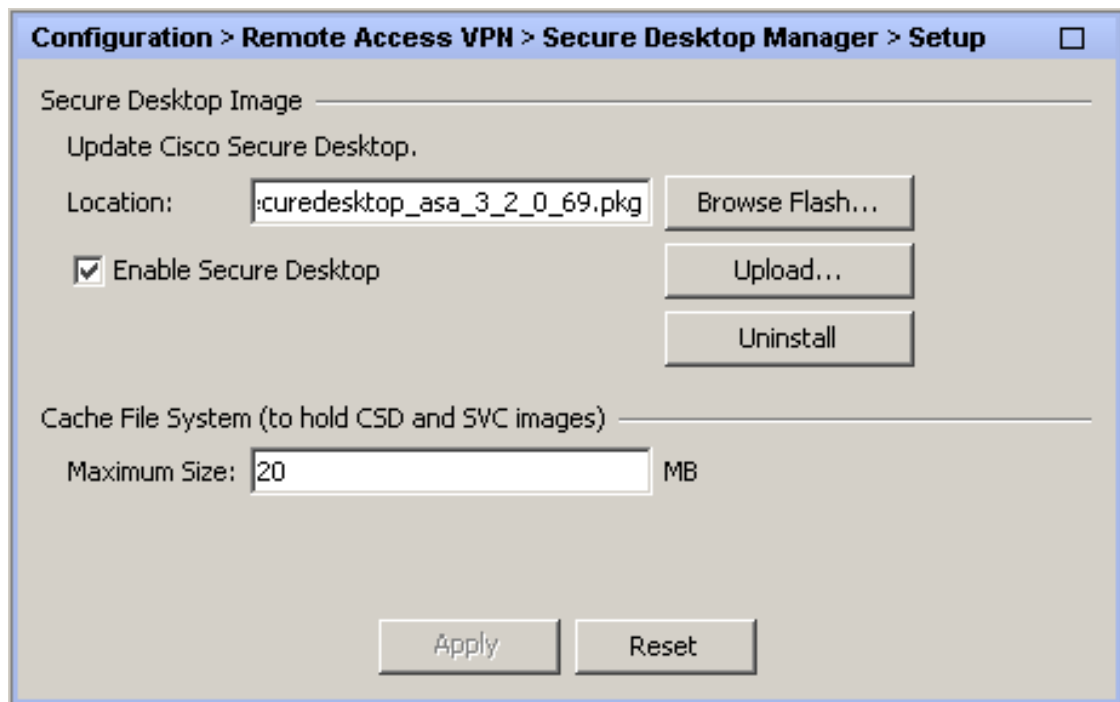 Configuration > Remote Access VPN > Secure Desktop Manager > Setup
Secure Desktop Image
Update Cisco Secure Desktop.
Location: curedesktop_asa_3_2_0_69.pkg Browse Flash...
Enable Secure Desktop Upload...
Uninstall
Cache File System (to hold CSD and SVC images)
Maximum Size: 20 MB
Apply Reset